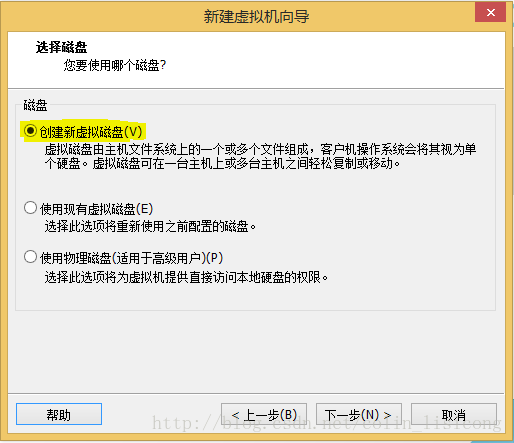 新建虚拟机向导
选择磁盘
您要使用哪个磁盘?
磁盘
创建新虚拟磁盘(V)
虚拟磁盘由主机文件系统上的一个或多个文件组成，客户机操作系统会将其视为单
个硬盘。虚拟磁盘可在一台主机上或多台主机之间轻松复制或移动。
使用现有虚拟磁盘(E)
选择此选项将重新使用之前配置的磁盘。
使用物理磁盘(适用于高级用户)(P)
选择此选项将为虚拟机提供直接访问本地硬盘的权限。
帮助
< 上一步(B)
下一步(N) >
取消
http://blog.csdn.net/colin_lisicong